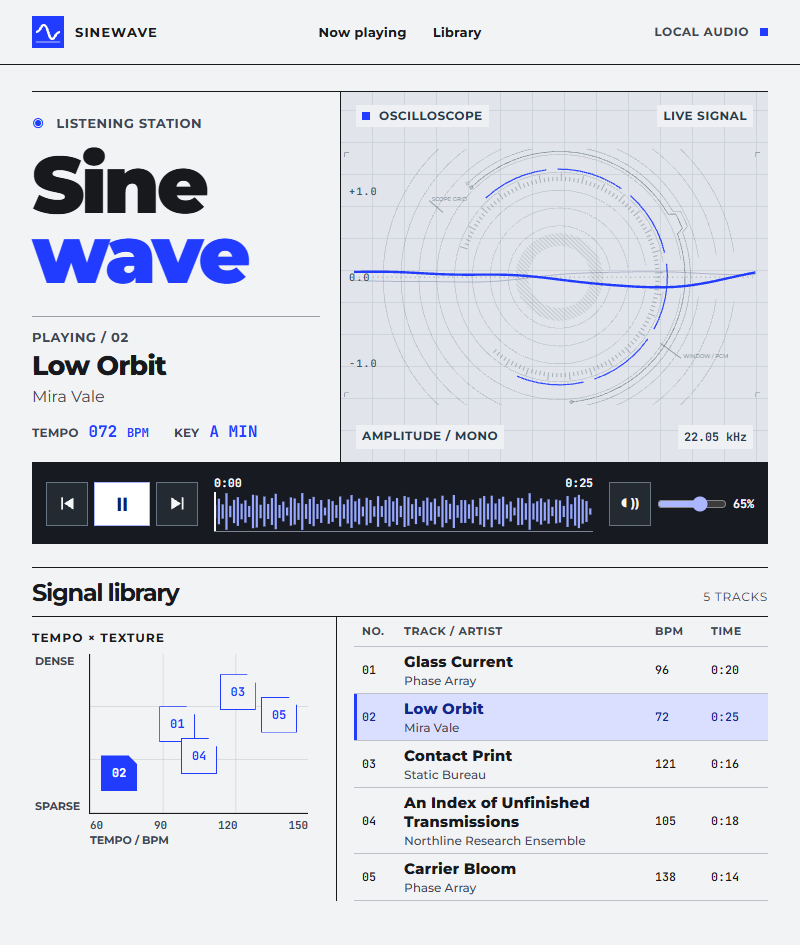 SINEWAVE
Now playing
Library
LOCAL AUDIO
LISTENING STATION
Sine
wave
PLAYING / 02
Low Orbit
Mira Vale
TEMPO 072 BPM KEY A MIN
OSCILLOSCOPE
LIVE SIGNAL
+1.0
SCOPE GRID
0.0
WINDOW / PCM
-1.0
AMPLITUDE / MONO
22.05 kHz
0:00
0:25
65%
Signal library
5 TRACKS
TEMPO × TEXTURE
DENSE
03
05
01
04
02
SPARSE
60 90 120 150
TEMPO / BPM
NO. TRACK / ARTIST BPM TIME
01 Glass Current 96 0:20
Phase Array
02 Low Orbit 72 0:25
Mira Vale
03 Contact Print 121 0:16
Static Bureau
04 An Index of Unfinished 105 0:18
Transmissions
Northline Research Ensemble
05 Carrier Bloom 138 0:14
Phase Array